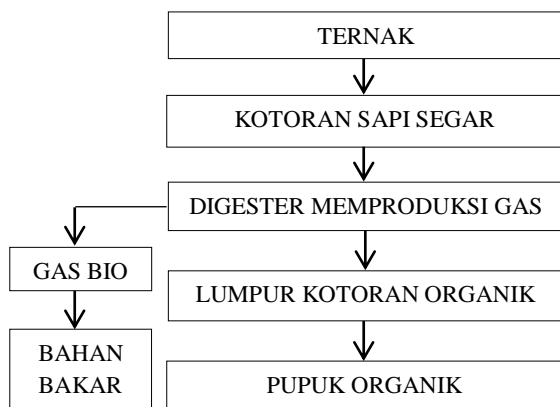 TERNAK
KOTORAN SAPI SEGAR
DIGESTER MEMPRODUKSI GAS
GAS BIO
LUMPUR KOTORAN ORGANIK
BAHAN
BAKAR
PUPUK ORGANIK